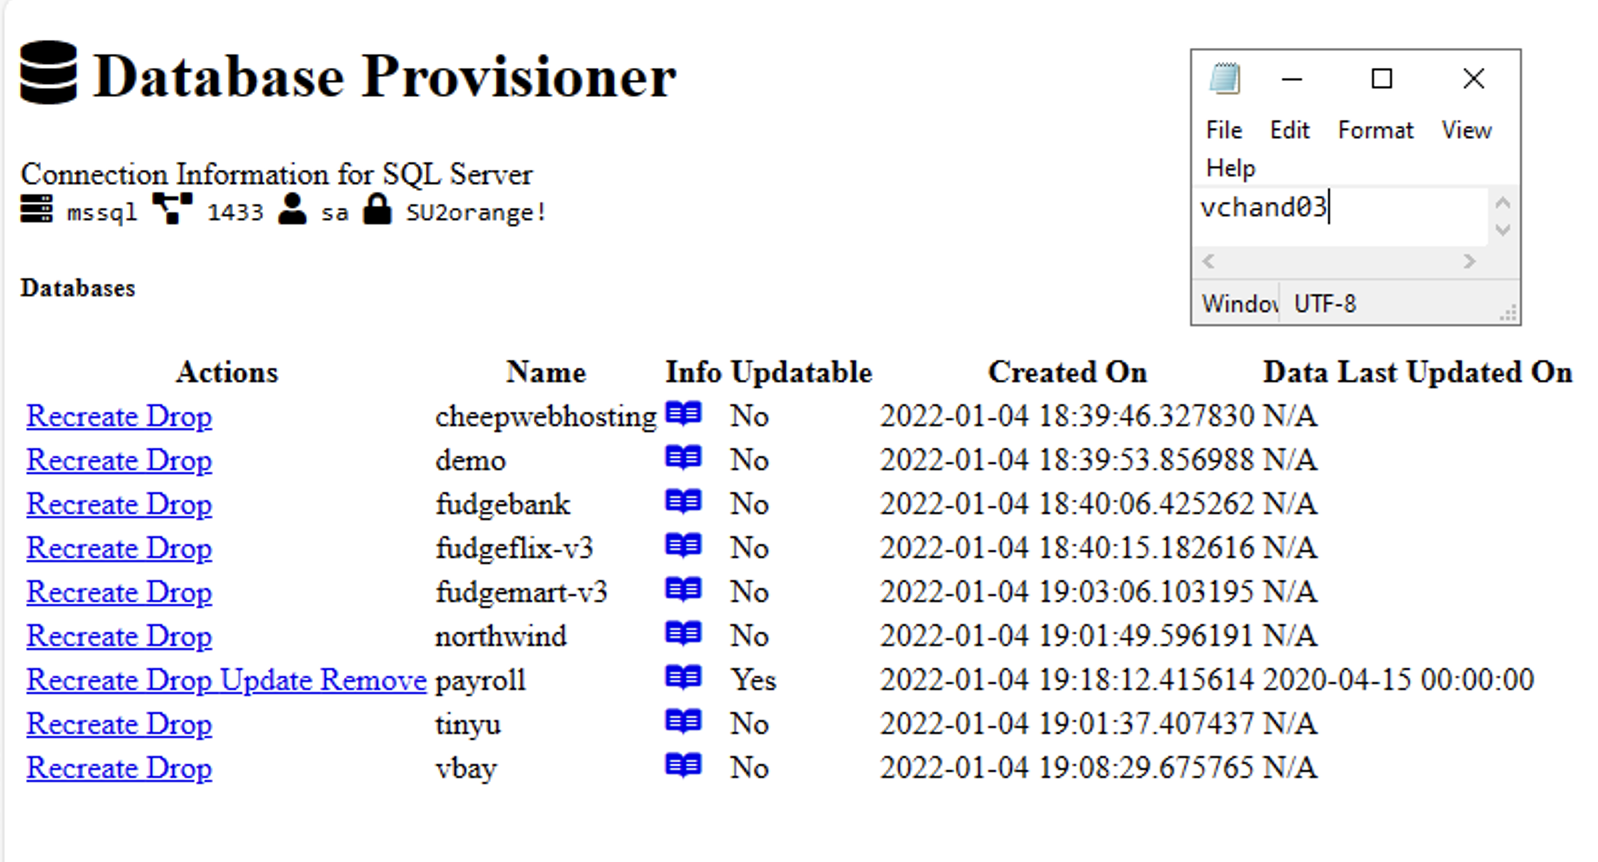 Database Provisioner
Connection Information for SQL Server
mssql 1433 sa SU2orange!
Databases
Actions Name Info Updatable Created On Data Last Updated On
Recreate Drop cheepwebhosting No 2022-01-04 18:39:46.327830 N/A
Recreate Drop demo No 2022-01-04 18:39:53.856988 N/A
Recreate Drop fudgebank No 2022-01-04 18:40:06.425262 N/A
Recreate Drop fudgeflix-v3 No 2022-01-04 18:40:15.182616 N/A
Recreate Drop fudgemart-v3 No 2022-01-04 19:03:06.103195 N/A
Recreate Drop northwind No 2022-01-04 19:01:49.596191 N/A
Recreate Drop Update Remove payroll Yes 2022-01-04 19:18:12.415614 2020-04-15 00:00:00
Recreate Drop tinyu No 2022-01-04 19:01:37.407437 N/A
Recreate Drop vbay No 2022-01-04 19:08:29.675765 N/A
File Edit Format View
Help
vchand03
Window UTF-8